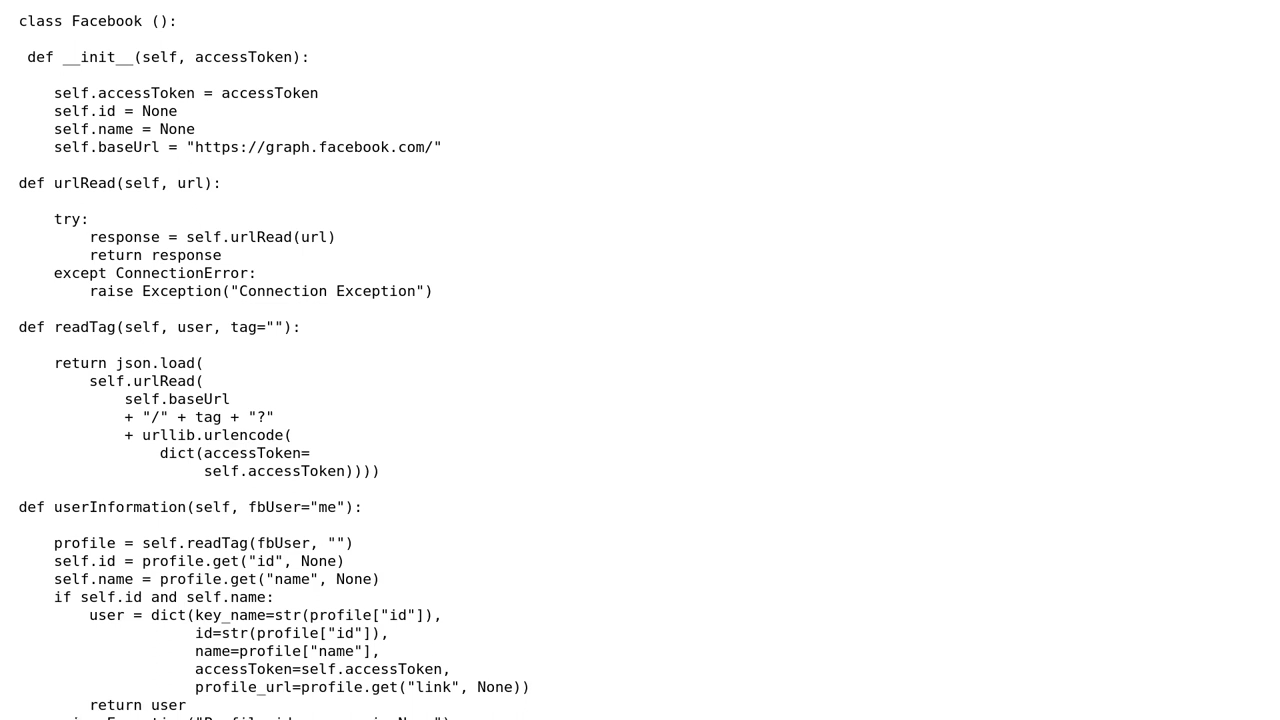 class Facebook ():
def __init__(self, accessToken):
self.accessToken = accessToken
self.id = None
self.name = None
self.baseUrl = "https://graph.facebook.com/"
def urlRead(self, url):
try:
response = self.urlRead(url)
return response
except ConnectionError:
raise Exception("Connection Exception")
def readTag(self, user, tag=""):
return json.load(
self.urlRead(
self.baseUrl
+ "/" + tag + "?"
+ urllib.urlencode(
dict(accessToken=
self.accessToken))))
def userInformation(self, fbUser="me"):
profile = self.readTag(fbUser, "")
self.id = profile.get("id", None)
self.name = profile.get("name", None)
if self.id and self.name:
user = dict(key_name=str(profile["id"]),
id=str(profile["id"]),
name=profile["name"],
accessToken=self.accessToken,
profile_url=profile.get("link", None))
return user